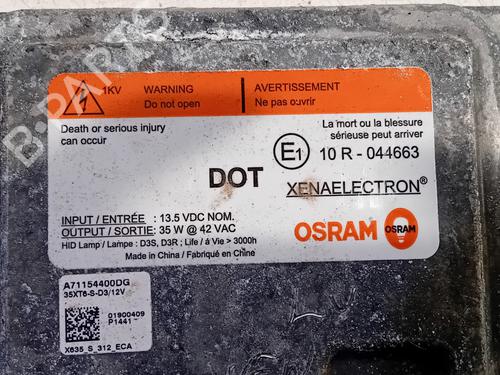 1KV
WARNING
Do not open
AVERTISSEMENT
Ne pas ouvrir
Death or serious injury
can occur
La mort ou la blessure
sérieuse peut arriver
E1
10 R - 044663
DOT
XENAELECTRON®
INPUT / ENTRÉE : 13.5 VDC NOM.
OUTPUT / SORTIE: 35 W @ 42 VAC
HID Lamp / Lampe : D3S, D3R ; Life / à Vie > 3000h
Made in China / Fabriqué en Chine
OSRAM
OSRAM
A71154400DG
35XT6-S-D3/12V
01900409
P1441
X635_S_312_ECA
B-PARTS